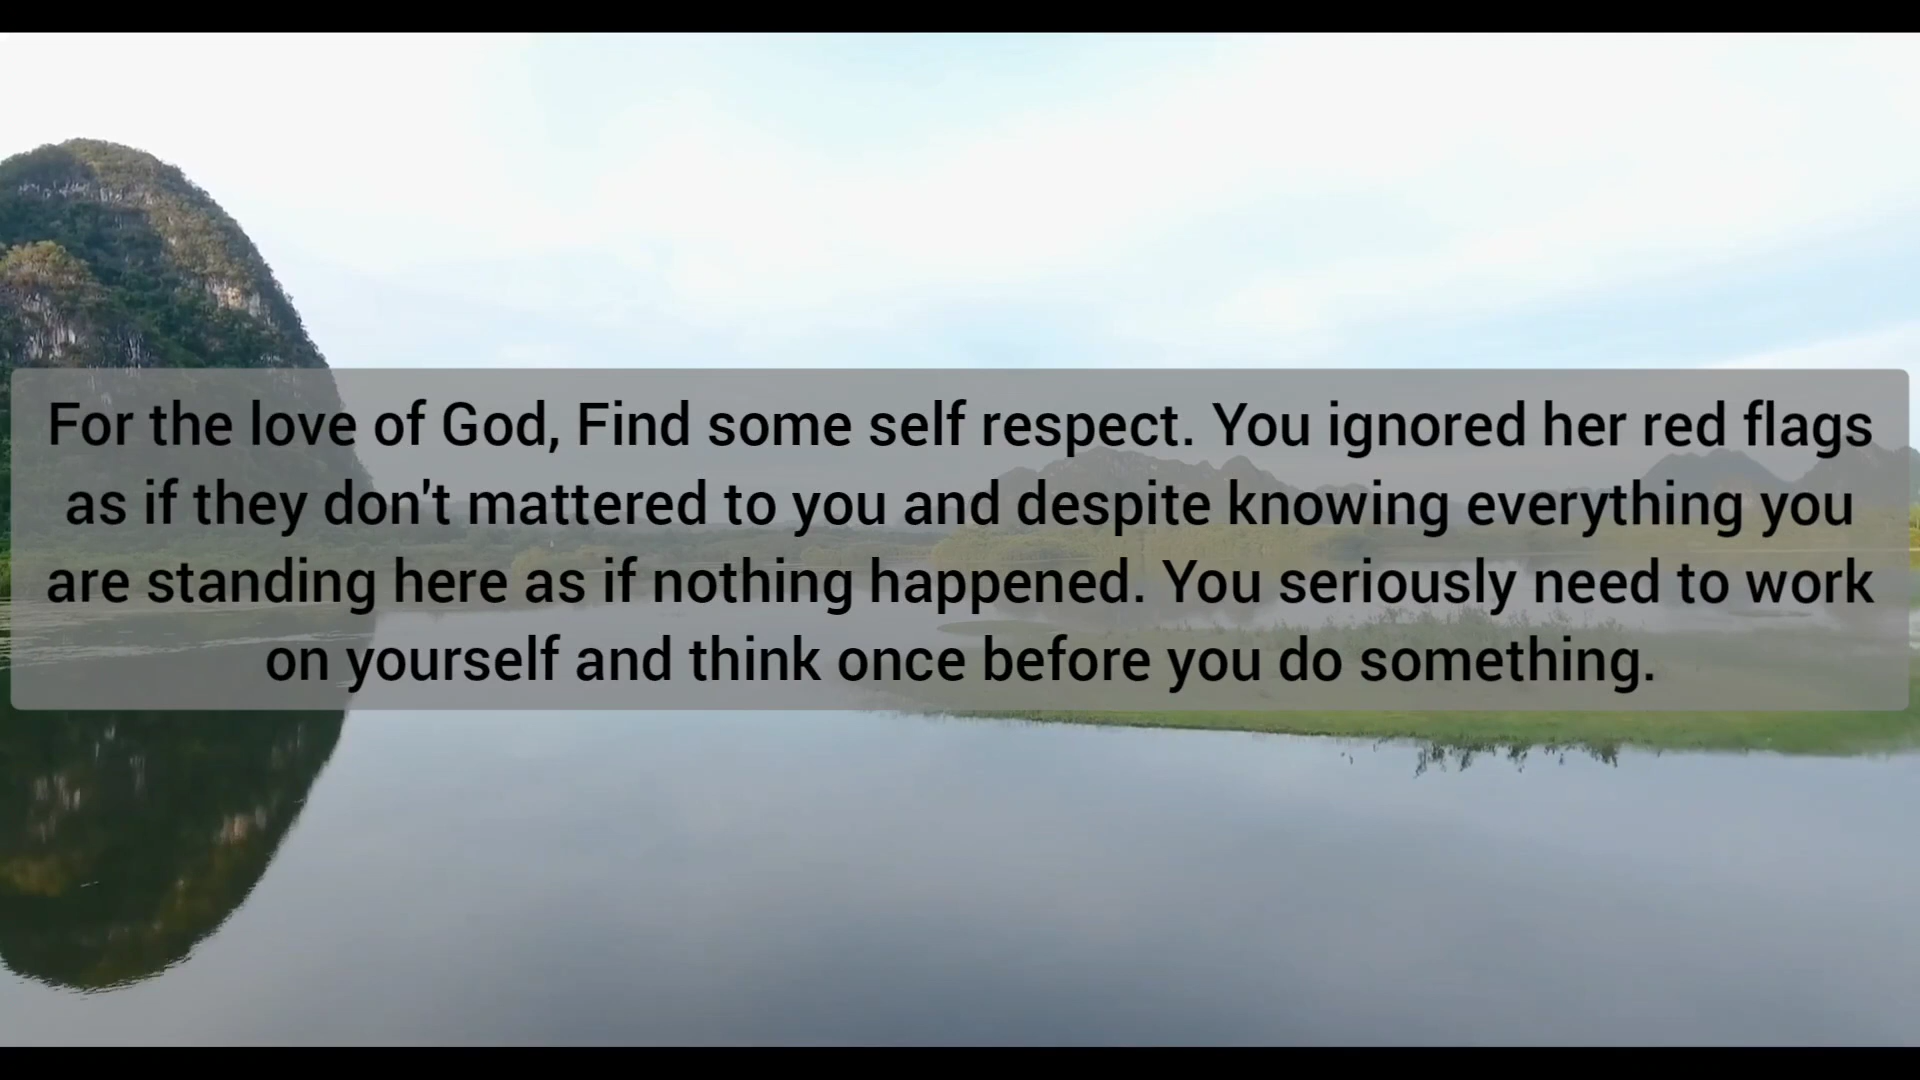 For the love of God, Find some self respect. You ignored her red flags
as if they don't mattered to you and despite knowing everything you
are standing here as if nothing happened. You seriously need to work
on yourself and think once before you do something.